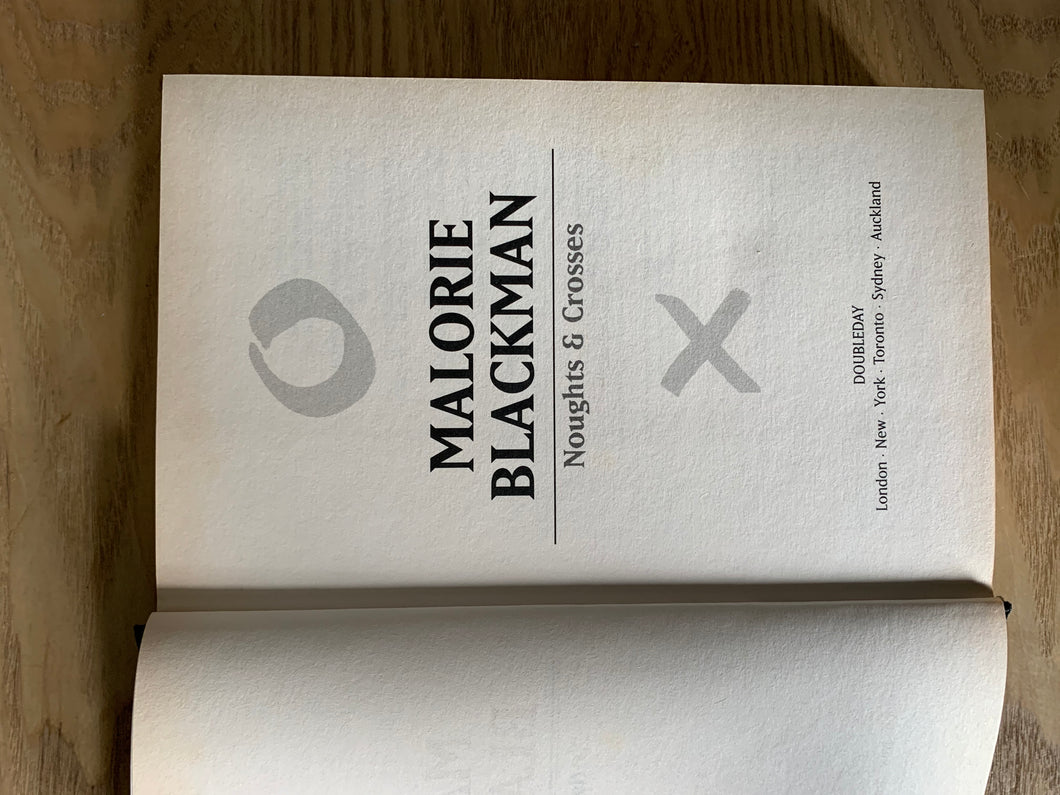 MALORIE
BLACKMAN
Noughts & Crosses
DOUBLEDAY
London · New · York · Toronto · Sydney · Auckland